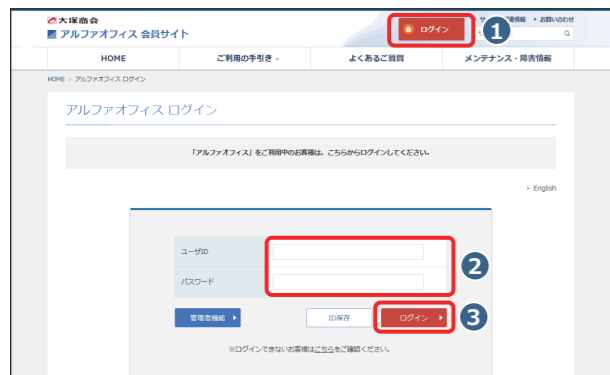 大塚商会
アルファオフィス 会員サイト
ログイン
1
お問い合わせ
HOME
ご利用の手引き
よくあるご質問
メンテナンス・障害情報
HOME > アルファオフィス ログイン
アルファオフィス ログイン
「アルファオフィス」をご利用中のお客様は、こちらからログインしてください。
English
ユーザID
パスワード
2
管理者機能
ID保存
ログイン
3
※ログインできないお客様はこちらをご確認ください。